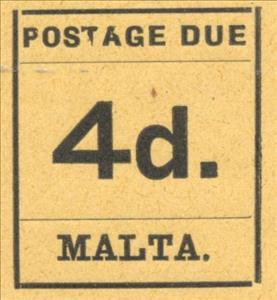 POSTAGE DUE
4d.
MALTA.